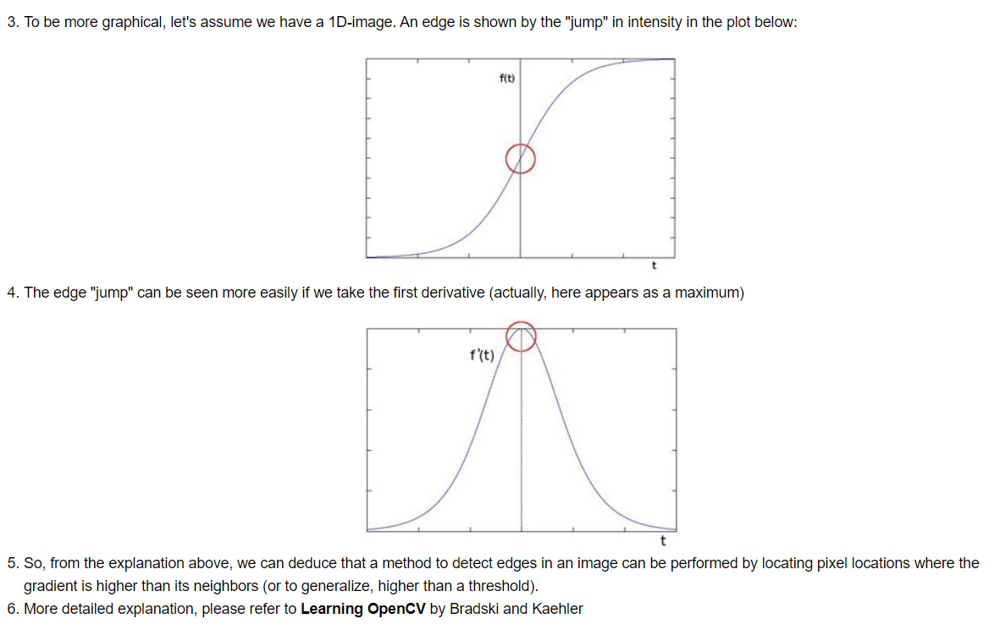 3. To be more graphical, let's assume we have a 1D-image. An edge is shown by the "jump" in intensity in the plot below:
f(t)
t
4. The edge "jump" can be seen more easily if we take the first derivative (actually, here appears as a maximum)
f'(t)
t
5. So, from the explanation above, we can deduce that a method to detect edges in an image can be performed by locating pixel locations where the
gradient is higher than its neighbors (or to generalize, higher than a threshold).
6. More detailed explanation, please refer to Learning OpenCV by Bradski and Kaehler